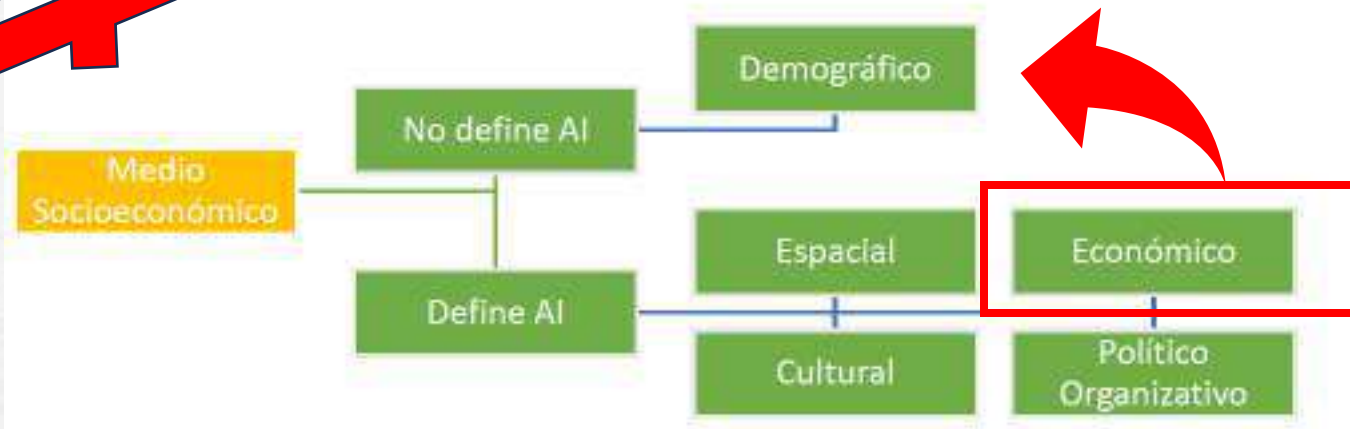 Demográfico
No define AI
Medio
Socioeconómico
Espacial
Económico
Define AI
Cultural
Político
Organizativo